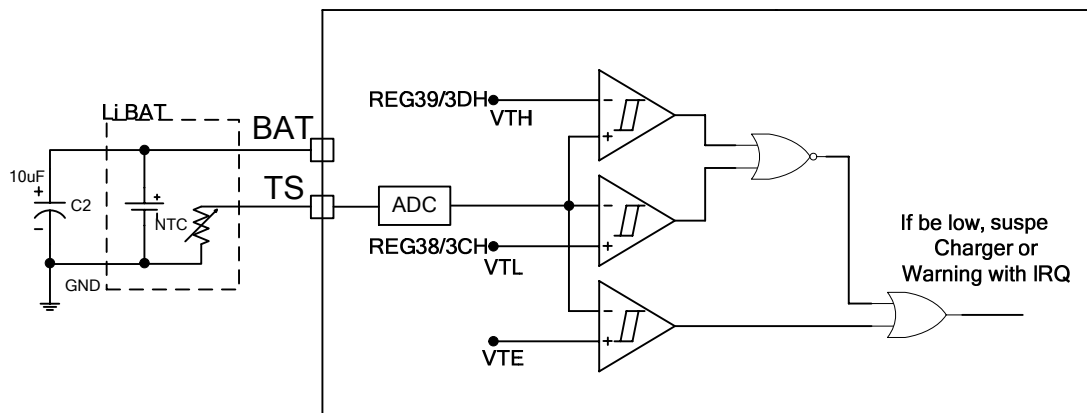 REG39/3DH
VTH
Li BAT
BAT
10uF
+
C2
-
+
NTC
TS
ADC
REG38/3CH
VTL
GND
VTE
-
+
-
+
-
+
If be low, suspe
Charger or
Warning with IRQ